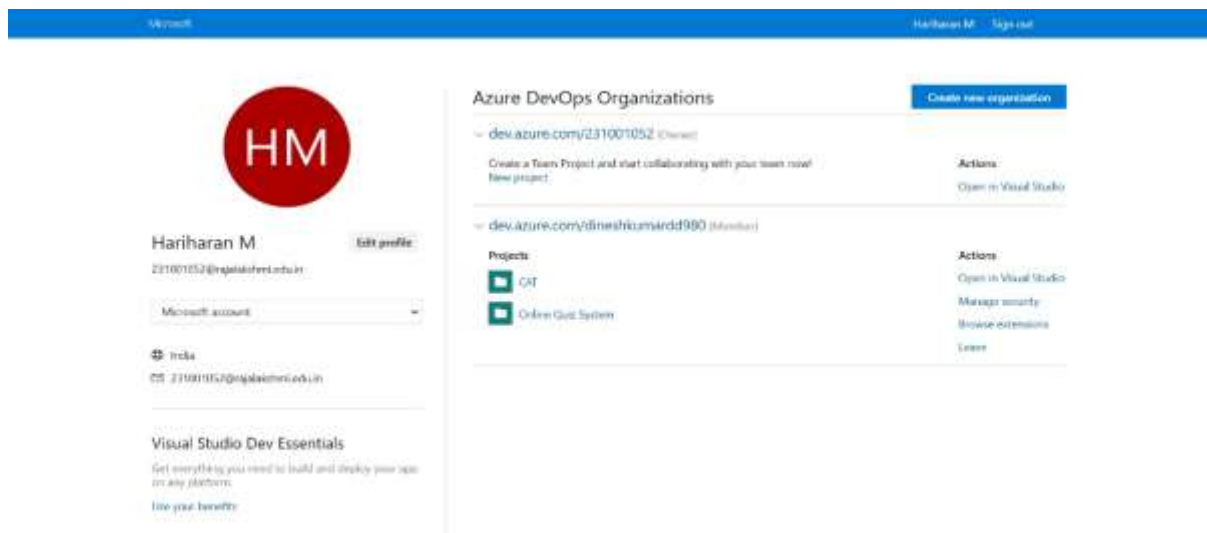 Microsoft
Hariharan M Sign out
HM
Hariharan M
Edit profile
231001052@rajalakshmi.edu.in
Microsoft account
India
231001052@rajalakshmi.edu.in
Visual Studio Dev Essentials
Get everything you need to build and deploy your app
on any platform
Use your benefits
Azure DevOps Organizations
Create new organization
dev.azure.com/231001052 (Owner)
Create a Team Project and start collaborating with your team now!
New project
Actions
Open in Visual Studio
dev.azure.com/dineshkumardd980 (Member)
Projects
CAT
Online Quiz System
Actions
Open in Visual Studio
Manage security
Browse extensions
Leave